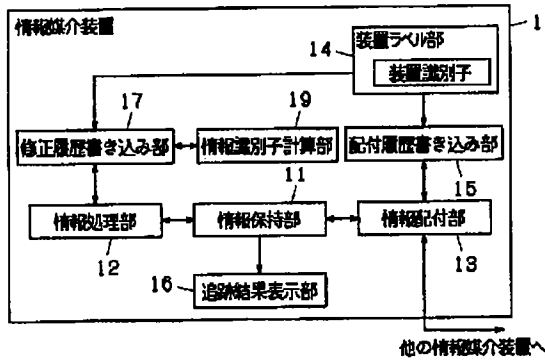 情報媒介装置
1
14
装置ラベル部
装置識別子
17
19
修正履歴書き込み部
情報識別子計算部
配付履歴書き込み部
11
15
情報処理部
情報保持部
情報配付部
12
13
16
追跡結果表示部
他の情報媒介装置へ